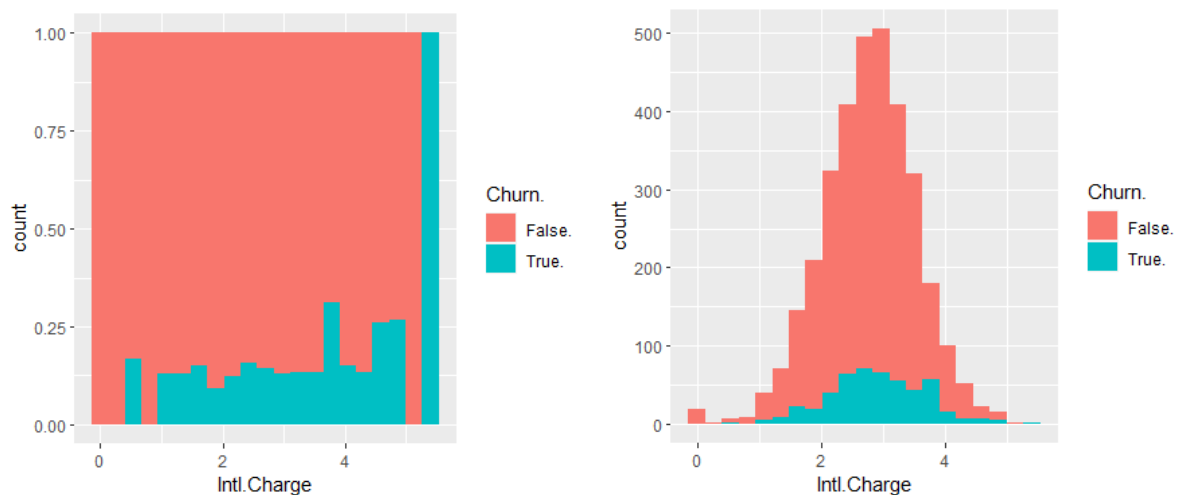 1.00
0.75
0.50
0.25
0.00
count
0
2
4
Intl.Charge
Churn.
False.
True.
500
400
300
200
100
0
count
0
2
4
Intl.Charge
Churn.
False.
True.